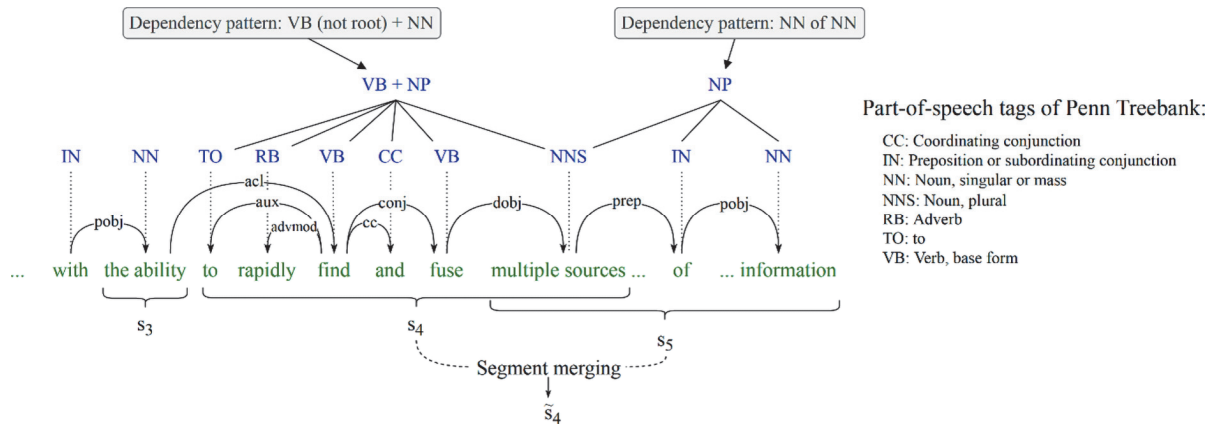 Dependency pattern: VB (not root) + NN
Dependency pattern: NN of NN
VB + NP
NP
Part-of-speech tags of Penn Treebank:
CC: Coordinating conjunction
IN: Preposition or subordinating conjunction
NN: Noun, singular or mass
NNS: Noun, plural
RB: Adverb
TO: to
VB: Verb, base form
IN NN TO RB VB CC VB NNS IN NN
acl
pobj aux conj dobj prep pobj
advmod cc
... with the ability to rapidly find and fuse multiple sources ... of ... information
s3 s4 s5
Segment merging
s̃4